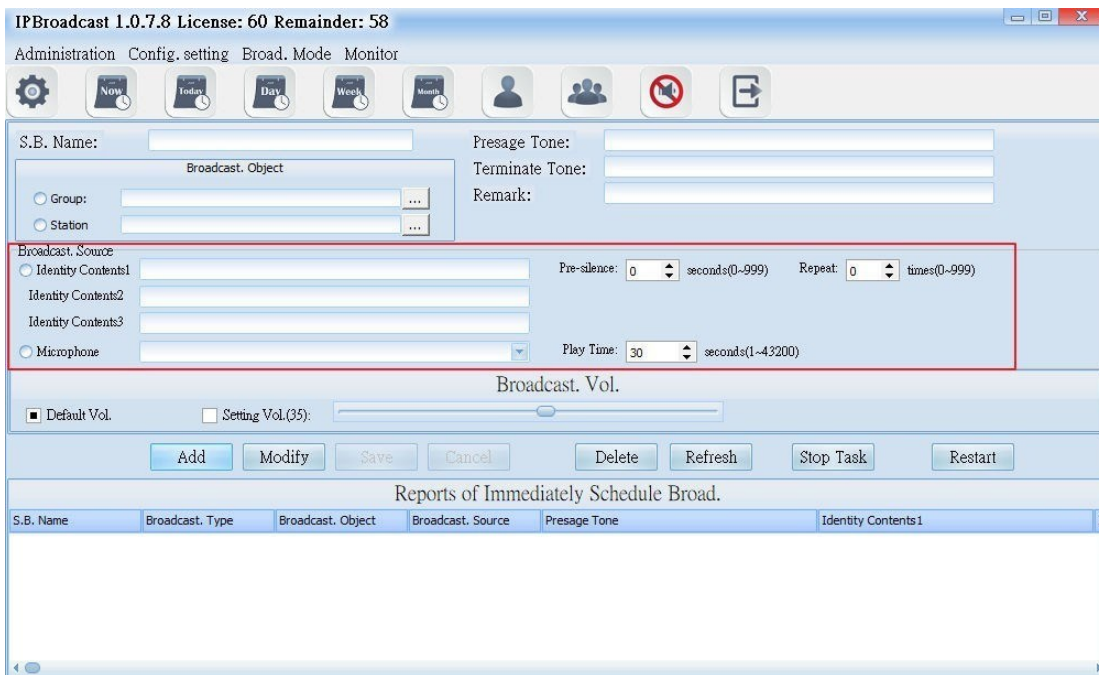 IPBroadcast 1.0.7.8 License: 60 Remainder: 58
Administration Config. setting Broad. Mode Monitor
Now Today Day Week Month
S.B. Name:
Presage Tone:
Broadcast. Object
Terminate Tone:
Group: ...
Remark:
Station ...
Broadcast. Source
Identity Contents1 Pre-silence: 0 seconds(0~999) Repeat: 0 times(0~999)
Identity Contents2
Identity Contents3
Microphone Play Time: 30 seconds(1~43200)
Broadcast. Vol.
Default Vol. Setting Vol.(35):
Add Modify Save Cancel Delete Refresh Stop Task Restart
Reports of Immediately Schedule Broad.
S.B. Name Broadcast. Type Broadcast. Object Broadcast. Source Presage Tone Identity Contents1